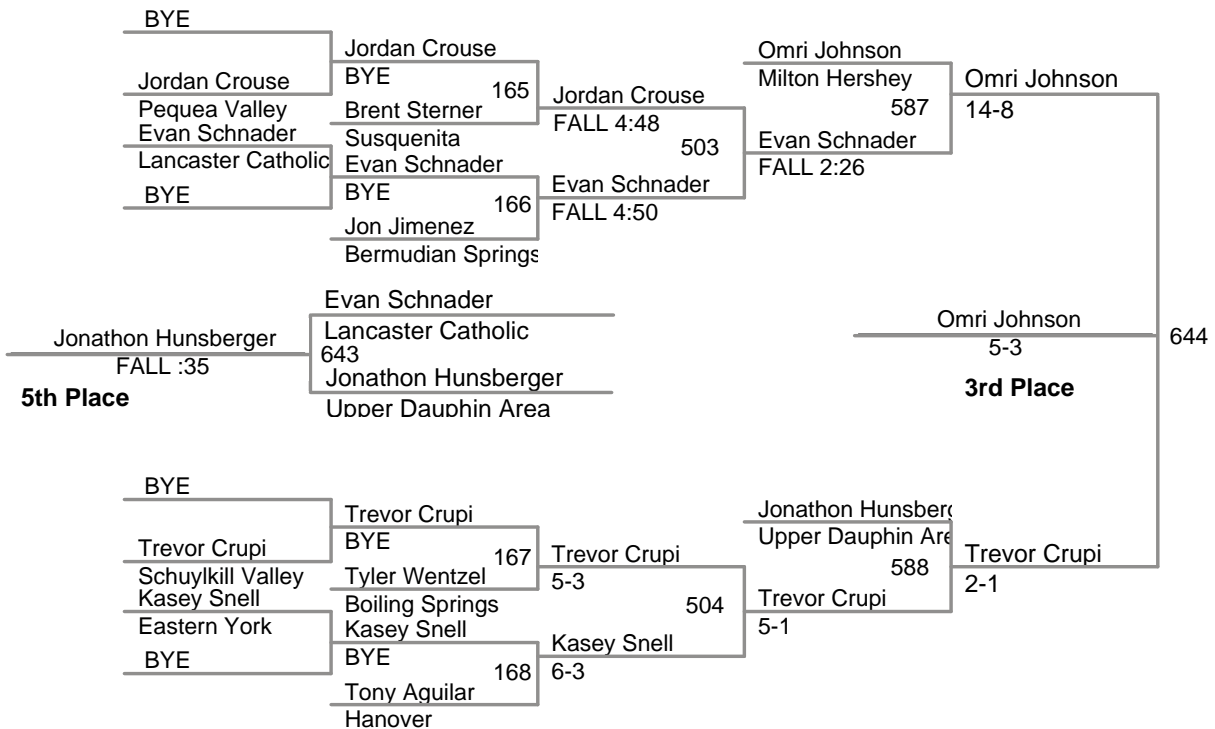 BYE
Jordan Crouse
Pequea Valley
Evan Schnader
Lancaster Catholic
BYE
Jordan Crouse
BYE
165
Brent Sterner
Susquenita
Evan Schnader
BYE
166
Jon Jimenez
Bermudian Springs
Jordan Crouse
FALL 4:48
503
Evan Schnader
FALL 4:50
Omri Johnson
Milton Hershey
587
Evan Schnader
FALL 2:26
Omri Johnson
14-8
Evan Schnader
Lancaster Catholic
643
Jonathon Hunsberger
Upper Dauphin Area
Jonathon Hunsberger
FALL :35
5th Place
Omri Johnson
5-3
3rd Place
644
BYE
Trevor Crupi
Schuylkill Valley
Kasey Snell
Eastern York
BYE
Trevor Crupi
BYE
167
Tyler Wentzel
Boiling Springs
Kasey Snell
BYE
168
Tony Aguilar
Hanover
Trevor Crupi
5-3
504
Kasey Snell
6-3
Jonathon Hunsberg
Upper Dauphin Are
588
Trevor Crupi
5-1
Trevor Crupi
2-1